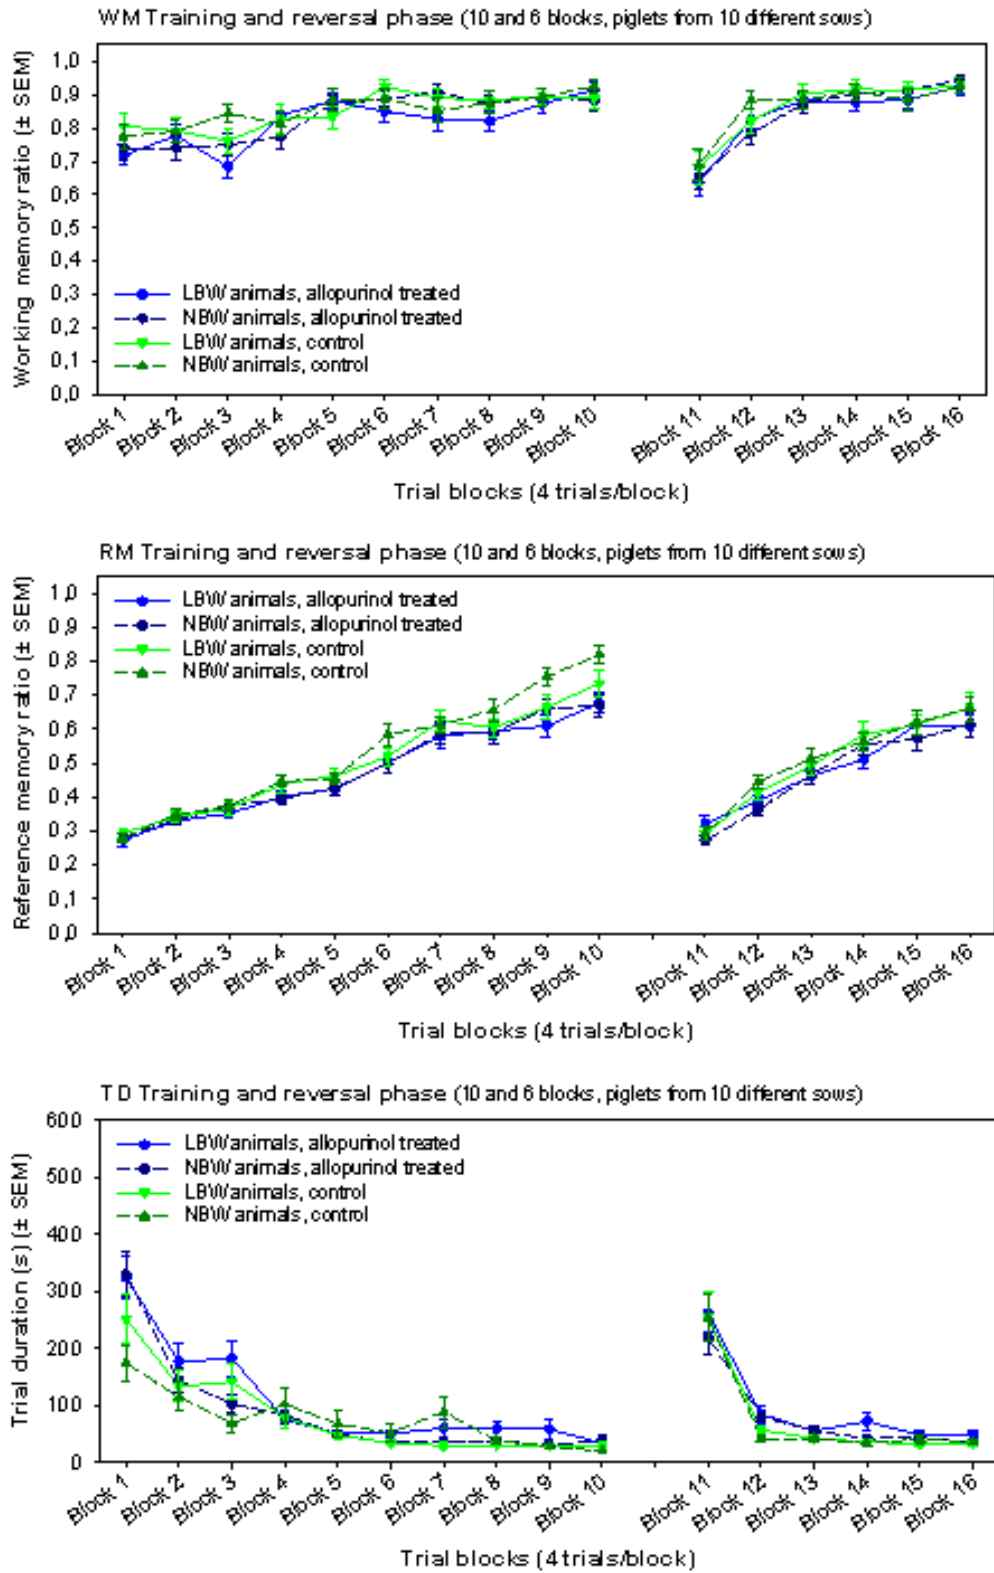 WM Training and reversal phase (10 and 6 blocks, piglets from 10 different sows)
Working memory ratio (± SEM)
1,0
0,9
0,8
0,7
0,6
0,5
0,4
0,3
0,2
0,1
0,0
LBW animals, allopurinol treated
NBW animals, allopurinol treated
LBW animals, control
NBW animals, control
Block 1
Block 2
Block 3
Block 4
Block 5
Block 6
Block 7
Block 8
Block 9
Block 10
Block 11
Block 12
Block 13
Block 14
Block 15
Block 16
Trial blocks (4 trials/block)
RM Training and reversal phase (10 and 6 blocks, piglets from 10 different sows)
Reference memory ratio (± SEM)
1,0
0,9
0,8
0,7
0,6
0,5
0,4
0,3
0,2
0,1
0,0
LBW animals, allopurinol treated
NBW animals, allopurinol treated
LBW animals, control
NBW animals, control
Block 1
Block 2
Block 3
Block 4
Block 5
Block 6
Block 7
Block 8
Block 9
Block 10
Block 11
Block 12
Block 13
Block 14
Block 15
Block 16
Trial blocks (4 trials/block)
TD Training and reversal phase (10 and 6 blocks, piglets from 10 different sows)
Trial duration (s) (± SEM)
600
500
400
300
200
100
0
LBW animals, allopurinol treated
NBW animals, allopurinol treated
LBW animals, control
NBW animals, control
Block 1
Block 2
Block 3
Block 4
Block 5
Block 6
Block 7
Block 8
Block 9
Block 10
Block 11
Block 12
Block 13
Block 14
Block 15
Block 16
Trial blocks (4 trials/block)